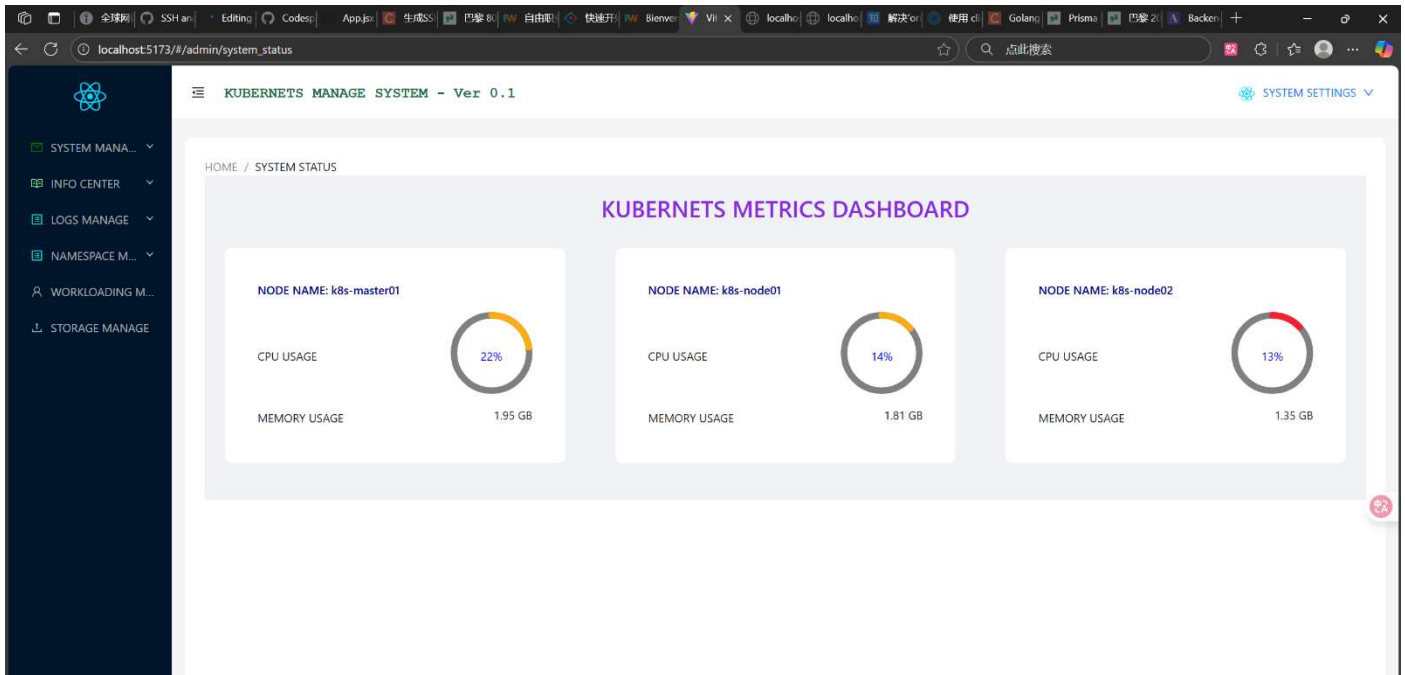 全球网
SSH an
Editing
Codesp
App.jsx
生成SS
巴黎 80
自由职
快速开
Bienver
Vit
localho
localho
解决'or
使用 cli
Golang
Prisma
巴黎 20
Backen
localhost:5173/#/admin/system_status
点此搜索
KUBERNETS MANAGE SYSTEM - Ver 0.1
SYSTEM SETTINGS
SYSTEM MANA...
INFO CENTER
LOGS MANAGE
NAMESPACE M...
WORKLOADING M...
STORAGE MANAGE
HOME / SYSTEM STATUS
KUBERNETS METRICS DASHBOARD
NODE NAME: k8s-master01
CPU USAGE
22%
MEMORY USAGE
1.95 GB
NODE NAME: k8s-node01
CPU USAGE
14%
MEMORY USAGE
1.81 GB
NODE NAME: k8s-node02
CPU USAGE
13%
MEMORY USAGE
1.35 GB